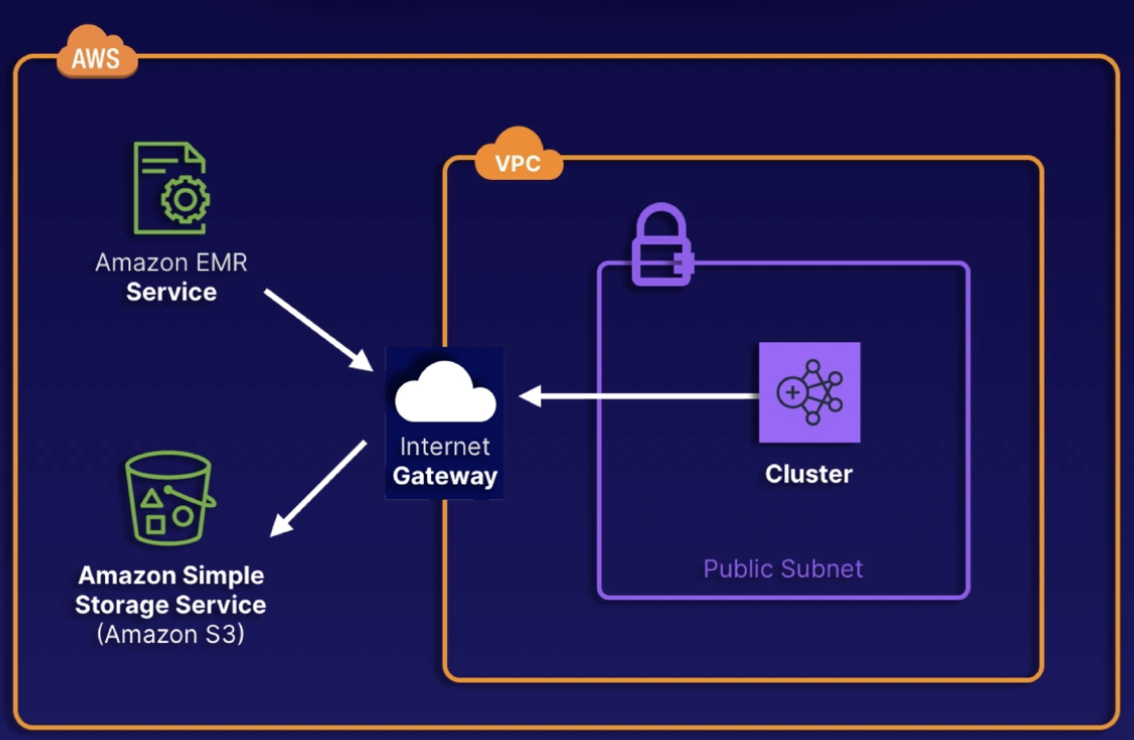 AWS
VPC
Amazon EMR
Service
Internet
Gateway
Cluster
Public Subnet
Amazon Simple
Storage Service
(Amazon S3)